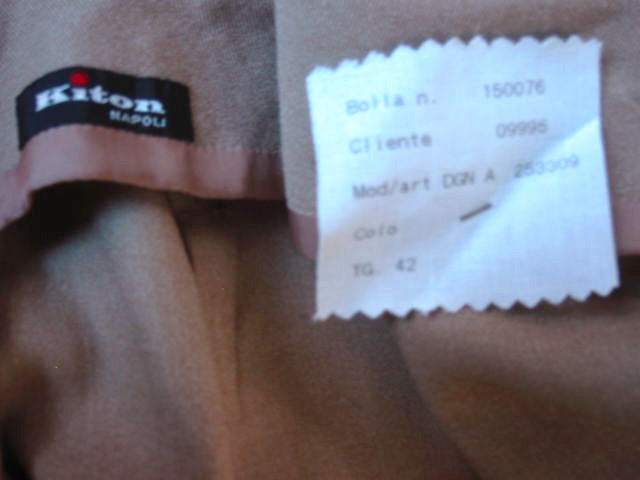 Kiton
NAPOLI
Bolla n. 150076
Cliente 09995
Mod/art DGN A 253309
Colo
TG. 42